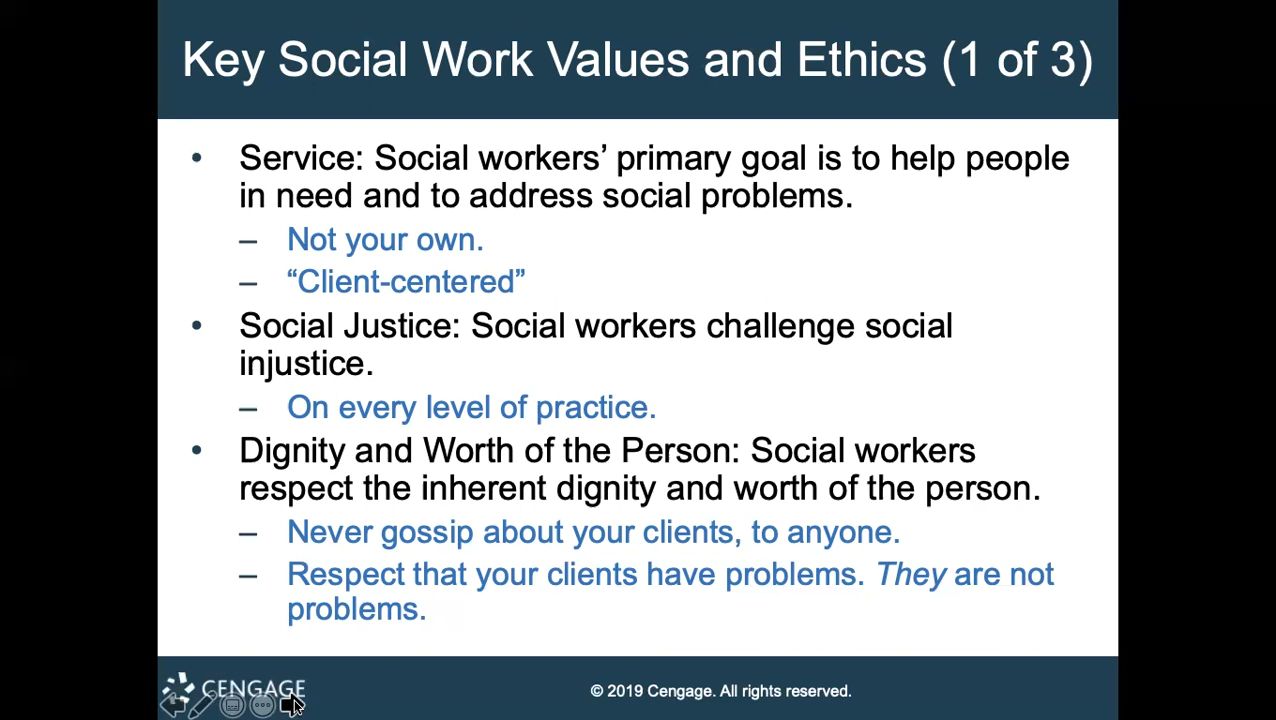 Key Social Work Values and Ethics (1 of 3)
• Service: Social workers’ primary goal is to help people
in need and to address social problems.
– Not your own.
– “Client-centered”
• Social Justice: Social workers challenge social
injustice.
– On every level of practice.
• Dignity and Worth of the Person: Social workers
respect the inherent dignity and worth of the person.
– Never gossip about your clients, to anyone.
– Respect that your clients have problems. They are not
problems.
CENGAGE
© 2019 Cengage. All rights reserved.